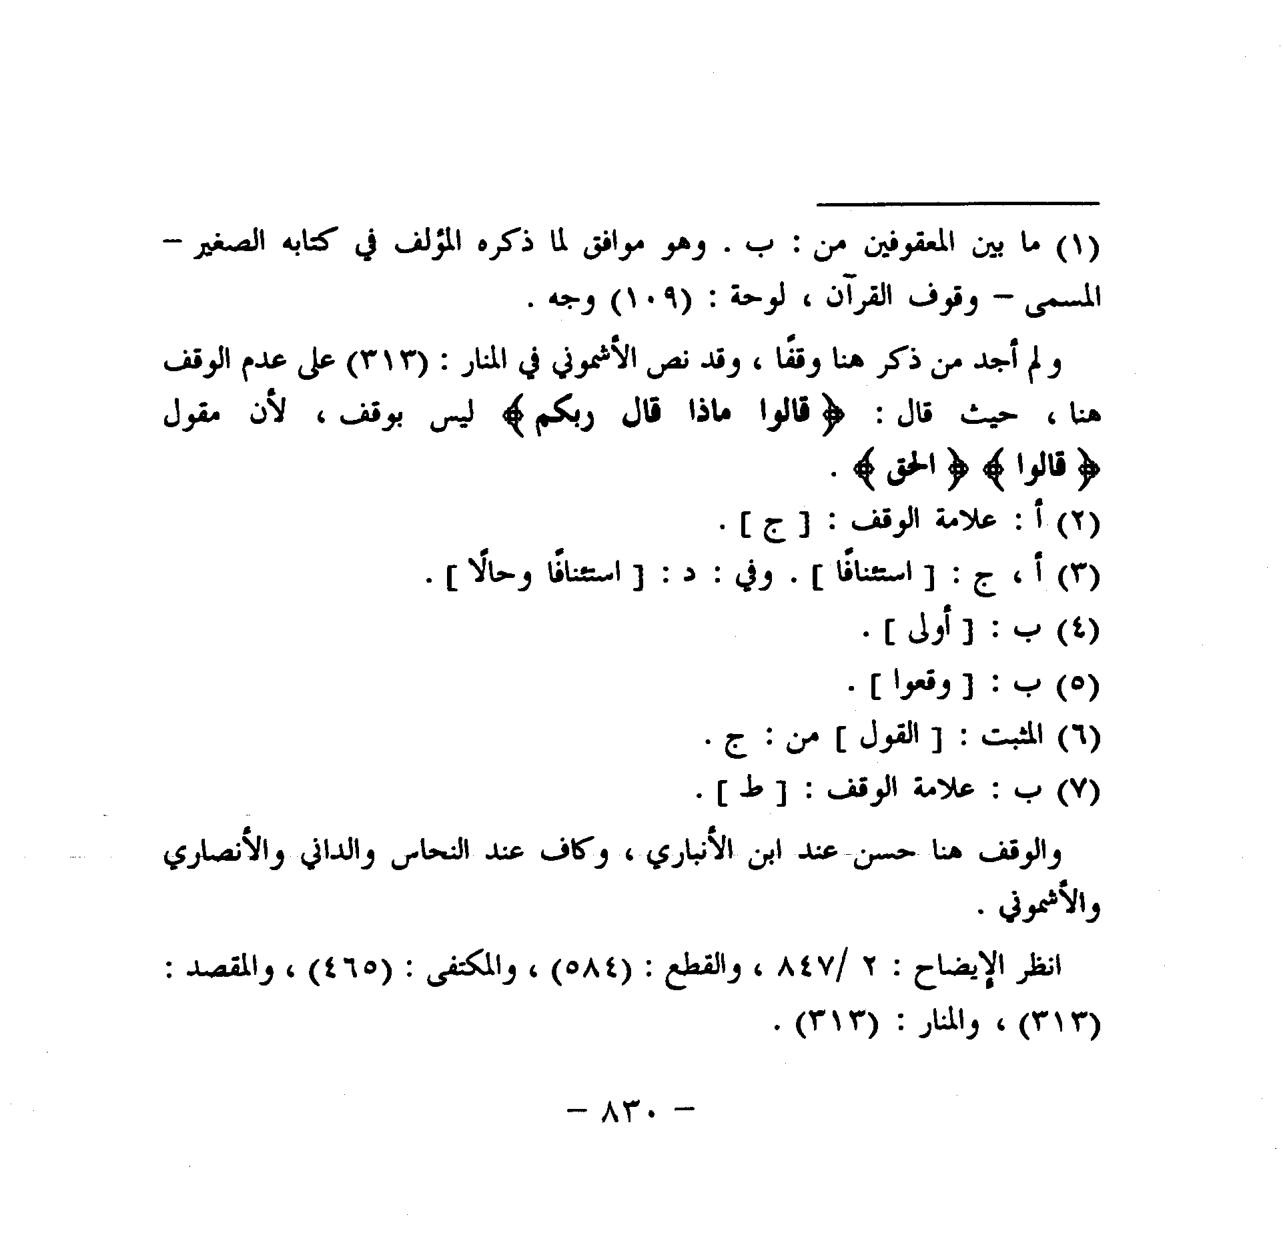 (١) ما بين المعقوفين من : ب . وهو موافق لما ذكره المؤلف في كتابه الصغير –
المسمى – وقوف القرآن ، لوحة : (١٠٩) وجه .
و لم أجد من ذكر هنا وقفًا ، وقد نص الأشموني في المنار : (٣١٣) على عدم الوقف
هنا ، حيث قال : ﴿ قالوا ماذا قال ربكم ﴾ ليس بوقف ، لأن مقول
﴿ قالوا ﴾ ﴿ الحق ﴾ .
(٢) أ : علامة الوقف : [ ج ] .
(٣) أ ، ج : [ استئنافًا ] . وفي : د : [ استئنافًا وحالًا ] .
(٤) ب : [ أولى ] .
(٥) ب : [ وقعوا ] .
(٦) المثبت : [ القول ] من : ج .
(٧) ب : علامة الوقف : [ ط ] .
والوقف هنا حسن عند ابن الأنباري ، وكاف عند النحاس والداني والأنصاري
والأشموني .
انظر الإيضاح : ٢ /٨٤٧ ، والقطع : (٥٨٤) ، والمكتفى : (٤٦٥) ، والمقصد :
(٣١٣) ، والمنار : (٣١٣) .
– ٨٣٠ –